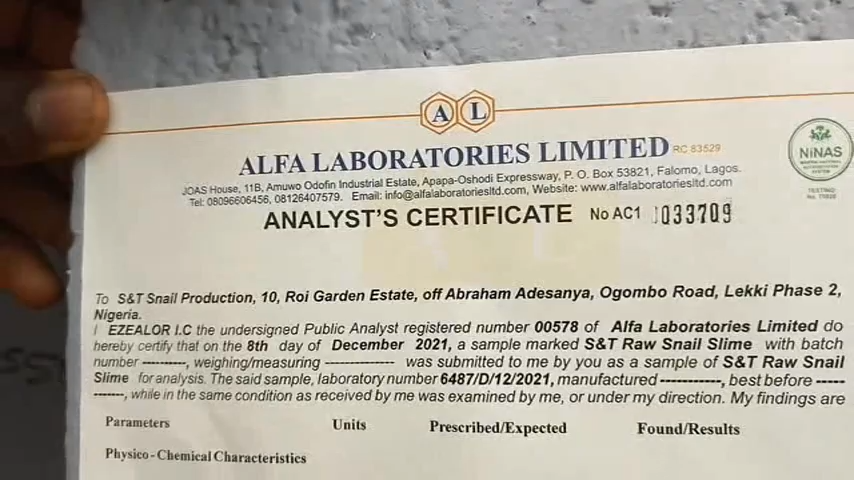 A L
ALFA LABORATORIES LIMITED RC 83529
JOAS House, 11B, Amuwo Odofin Industrial Estate, Apapa-Oshodi Expressway, P. O. Box 53821, Falomo, Lagos.
Tel: 08096606456, 08126407579. Email: info@alfalaboratoriesltd.com, Website: www.alfalaboratoriesltd.com
NiNAS
TESTING
ANALYST'S CERTIFICATE No AC1 033709
To S&T Snail Production, 10, Roi Garden Estate, off Abraham Adesanya, Ogombo Road, Lekki Phase 2,
Nigeria.
I EZEALOR I.C the undersigned Public Analyst registered number 00578 of Alfa Laboratories Limited do
hereby certify that on the 8th day of December 2021, a sample marked S&T Raw Snail Slime with batch
number ---------, weighing/measuring -------------- was submitted to me by you as a sample of S&T Raw Snail
Slime for analysis. The said sample, laboratory number 6487/D/12/2021, manufactured -----------, best before -----
-------, while in the same condition as received by me was examined by me, or under my direction. My findings are
Parameters Units Prescribed/Expected Found/Results
Physico-Chemical Characteristics